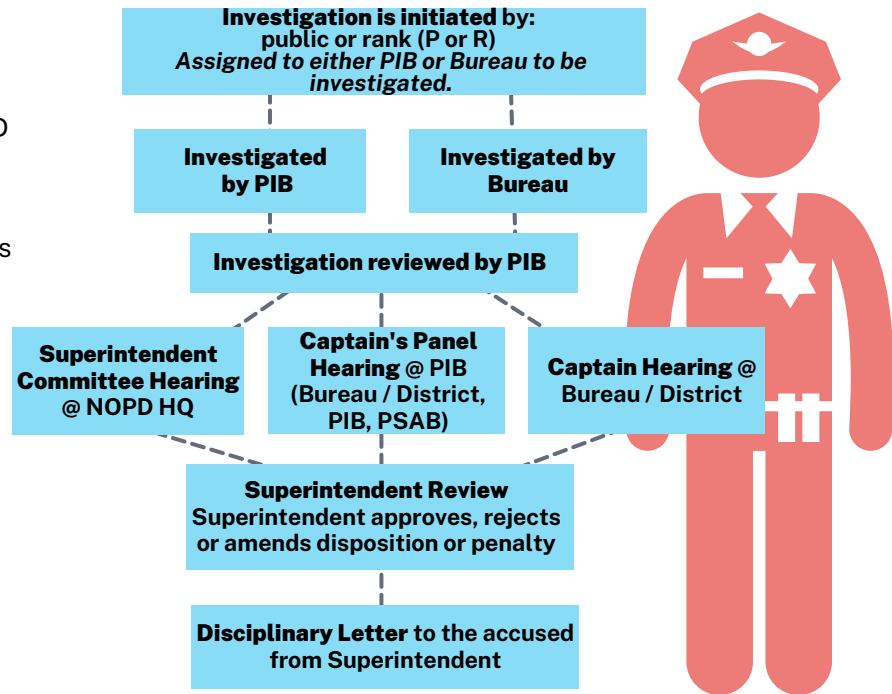 Investigation is initiated by:
public or rank (P or R)
Assigned to either PIB or Bureau to be
investigated.
Investigated
by PIB
Investigated by
Bureau
Investigation reviewed by PIB
Superintendent
Committee Hearing
@ NOPD HQ
Captain's Panel
Hearing @ PIB
(Bureau / District,
PIB, PSAB)
Captain Hearing @
Bureau / District
Superintendent Review
Superintendent approves, rejects
or amends disposition or penalty
Disciplinary Letter to the accused
from Superintendent